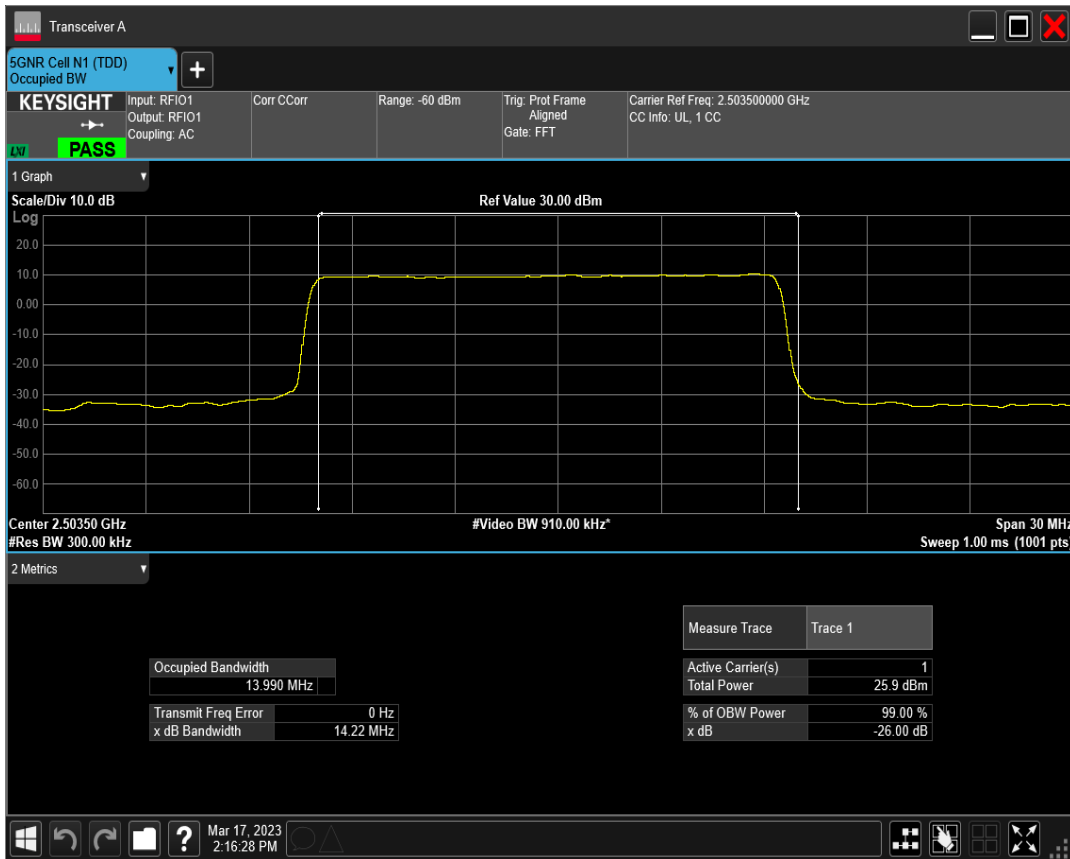 Transceiver A
5GNR Cell N1 (TDD)
Occupied BW
+
KEYSIGHT
LXI
PASS
Input: RFIO1
Output: RFIO1
Coupling: AC
Corr CCorr
Range: -60 dBm
Trig: Prot Frame
Aligned
Gate: FFT
Carrier Ref Freq: 2.503500000 GHz
CC Info: UL, 1 CC
1 Graph
Scale/Div 10.0 dB
Ref Value 30.00 dBm
Log
20.0
10.0
0.00
-10.0
-20.0
-30.0
-40.0
-50.0
-60.0
Center 2.50350 GHz
#Video BW 910.00 kHz*
Span 30 MHz
#Res BW 300.00 kHz
Sweep 1.00 ms (1001 pts)
2 Metrics
Measure Trace Trace 1
Occupied Bandwidth
13.990 MHz
Active Carrier(s) 1
Total Power 25.9 dBm
Transmit Freq Error 0 Hz
x dB Bandwidth 14.22 MHz
% of OBW Power 99.00 %
x dB -26.00 dB
?
Mar 17, 2023
2:16:28 PM